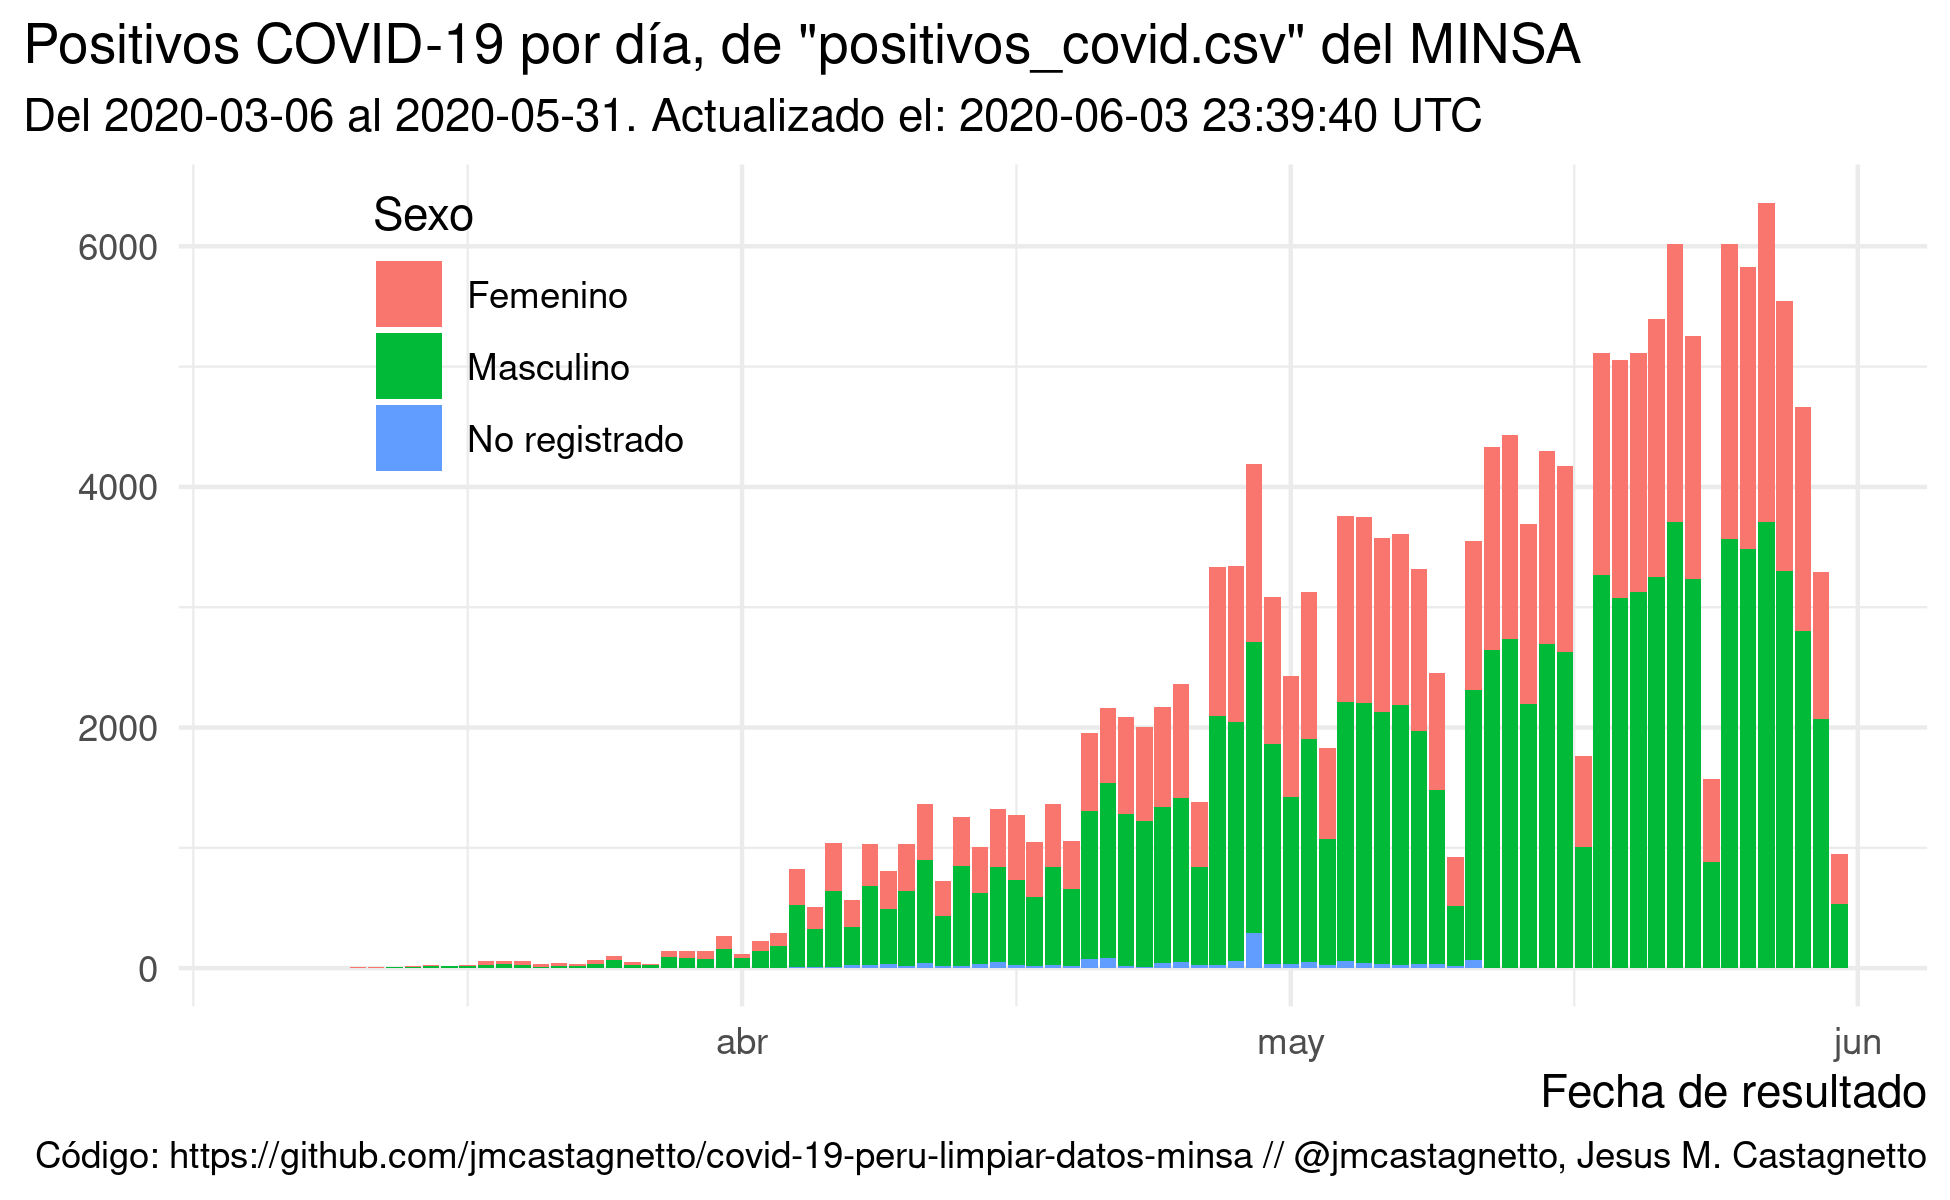 Positivos COVID-19 por día, de "positivos_covid.csv" del MINSA
Del 2020-03-06 al 2020-05-31. Actualizado el: 2020-06-03 23:39:40 UTC
Sexo
Femenino
Masculino
No registrado
6000
4000
2000
0
abr may jun
Fecha de resultado
Código: https://github.com/jmcastagnetto/covid-19-peru-limpiar-datos-minsa // @jmcastagnetto, Jesus M. Castagnetto